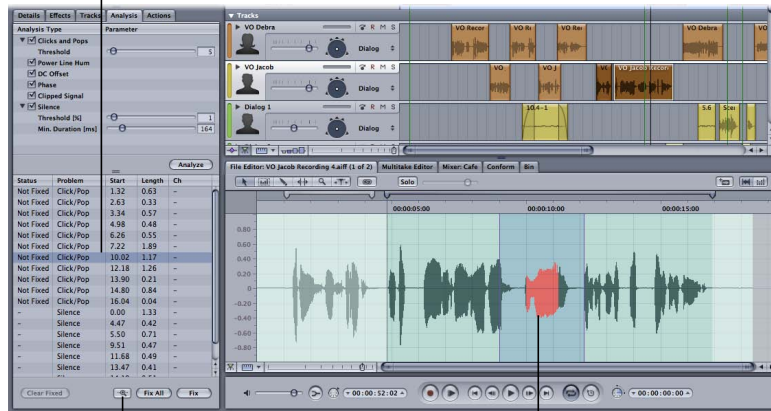 Details Effects Tracks Analysis Actions
Analysis Type Parameter
Clicks and Pops
Threshold 5
Power Line Hum
DC Offset
Phase
Clipped Signal
Silence
Threshold [%] 1
Min. Duration [ms] 164
Analyze
Status Problem Start Length Ch
Not Fixed Click/Pop 1.32 0.63 –
Not Fixed Click/Pop 2.63 0.33 –
Not Fixed Click/Pop 3.34 0.57 –
Not Fixed Click/Pop 4.98 0.48 –
Not Fixed Click/Pop 6.26 0.55 –
Not Fixed Click/Pop 7.22 1.89 –
Not Fixed Click/Pop 10.02 1.17 –
Not Fixed Click/Pop 12.18 1.26 –
Not Fixed Click/Pop 13.90 0.21 –
Not Fixed Click/Pop 14.80 0.84 –
Not Fixed Click/Pop 16.04 0.04 –
– Silence 0.00 1.33 –
– Silence 4.47 0.42 –
– Silence 5.50 0.71 –
– Silence 9.51 0.47 –
– Silence 11.68 0.49 –
– Silence 13.47 0.41 –
Clear Fixed Fix All Fix
Tracks
VO Debra R M S
Dialog
VO Recor VO Ri VO Re VO Debra VO
VO Jacob R M S
Dialog
VO VO J VO Jacob Recor
Dialog 1 R M S
Dialog
10.4-1 5.6
File Editor: VO Jacob Recording 4.aiff (1 of 2) Multitake Editor Mixer: Cafe Conform Bin
Solo
00:00:05:00 00:00:10:00 00:00:15:00
0.80
0.40
0.20
0
-0.20
-0.40
-0.60
-0.80
00:00:52:02
00:00:00:00